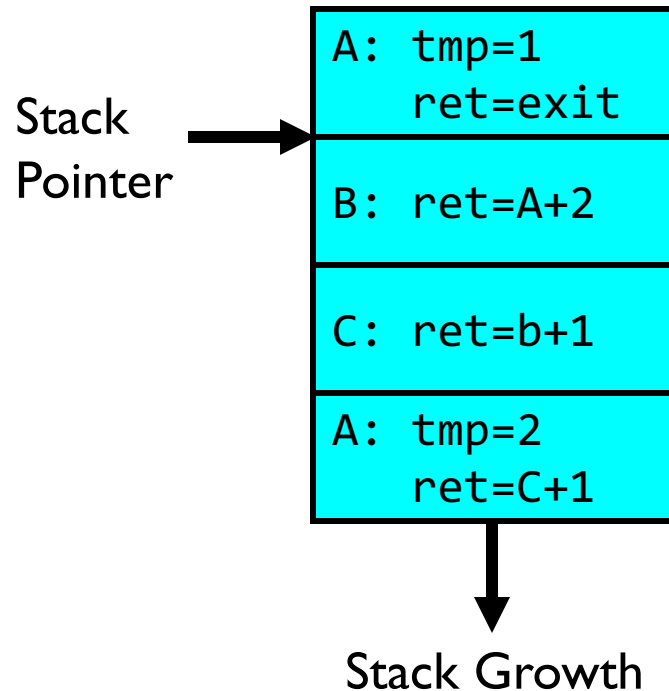 Stack
Pointer
A: tmp=1
ret=exit
B: ret=A+2
C: ret=b+1
A: tmp=2
ret=C+1
Stack Growth